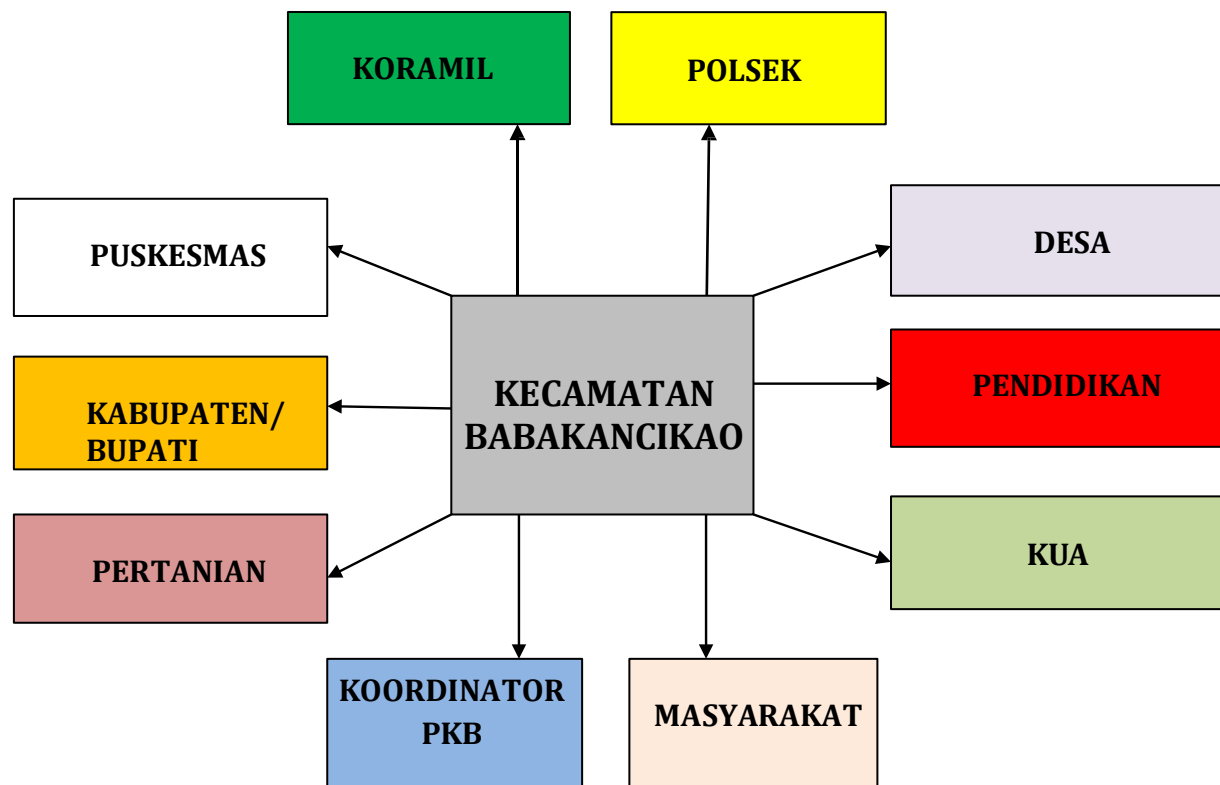 KORAMIL
POLSEK
PUSKESMAS
DESA
KABUPATEN/
BUPATI
KECAMATAN
BABAKANCIKAO
PENDIDIKAN
PERTANIAN
KUA
KOORDINATOR
PKB
MASYARAKAT